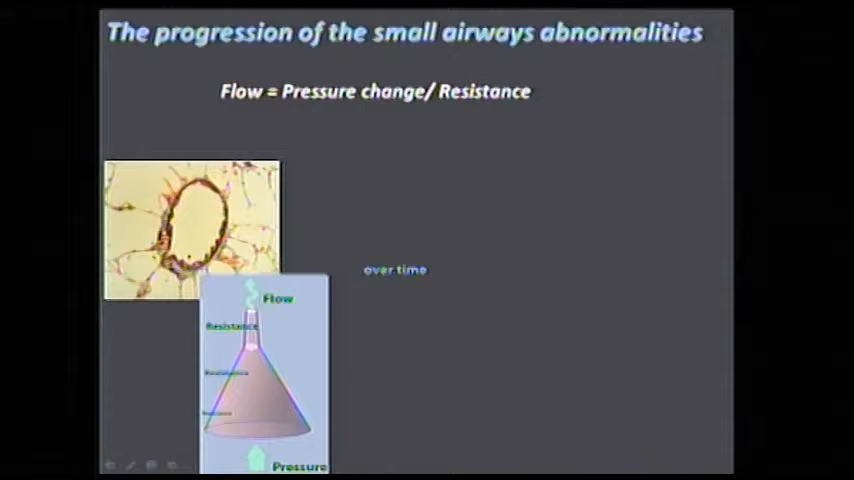 The progression of the small airways abnormalities
Flow = Pressure change/ Resistance
over time
Flow
Resistance
Resistance
Resistance
Pressure